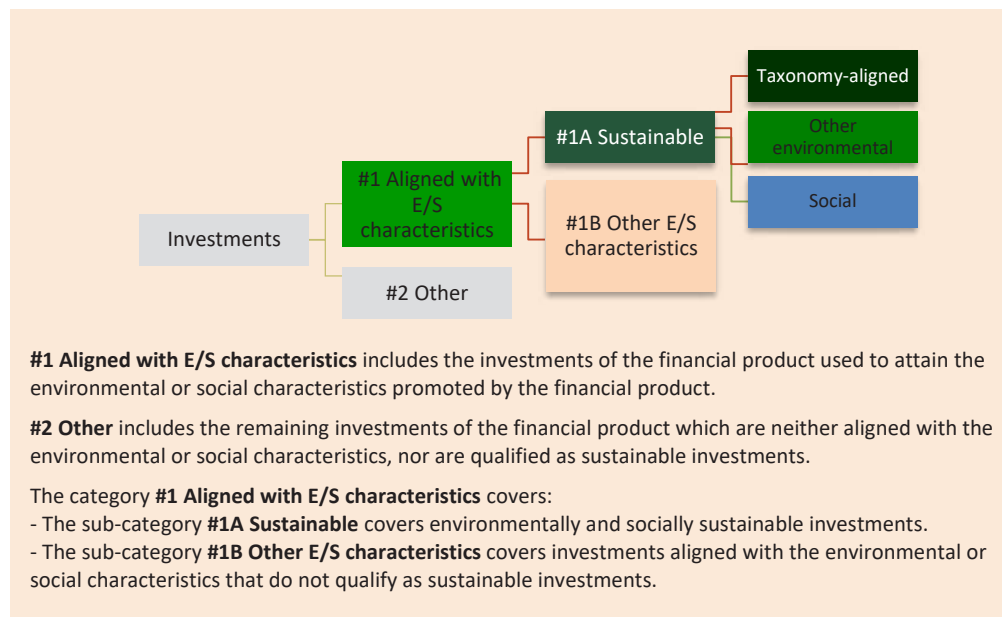 Taxonomy-aligned
Other
environmental
#1A Sustainable
Social
#1 Aligned with
E/S
characteristics
#1B Other E/S
characteristics
Investments
#2 Other
#1 Aligned with E/S characteristics includes the investments of the financial product used to attain the
environmental or social characteristics promoted by the financial product.
#2 Other includes the remaining investments of the financial product which are neither aligned with the
environmental or social characteristics, nor are qualified as sustainable investments.
The category #1 Aligned with E/S characteristics covers:
- The sub-category #1A Sustainable covers environmentally and socially sustainable investments.
- The sub-category #1B Other E/S characteristics covers investments aligned with the environmental or
social characteristics that do not qualify as sustainable investments.